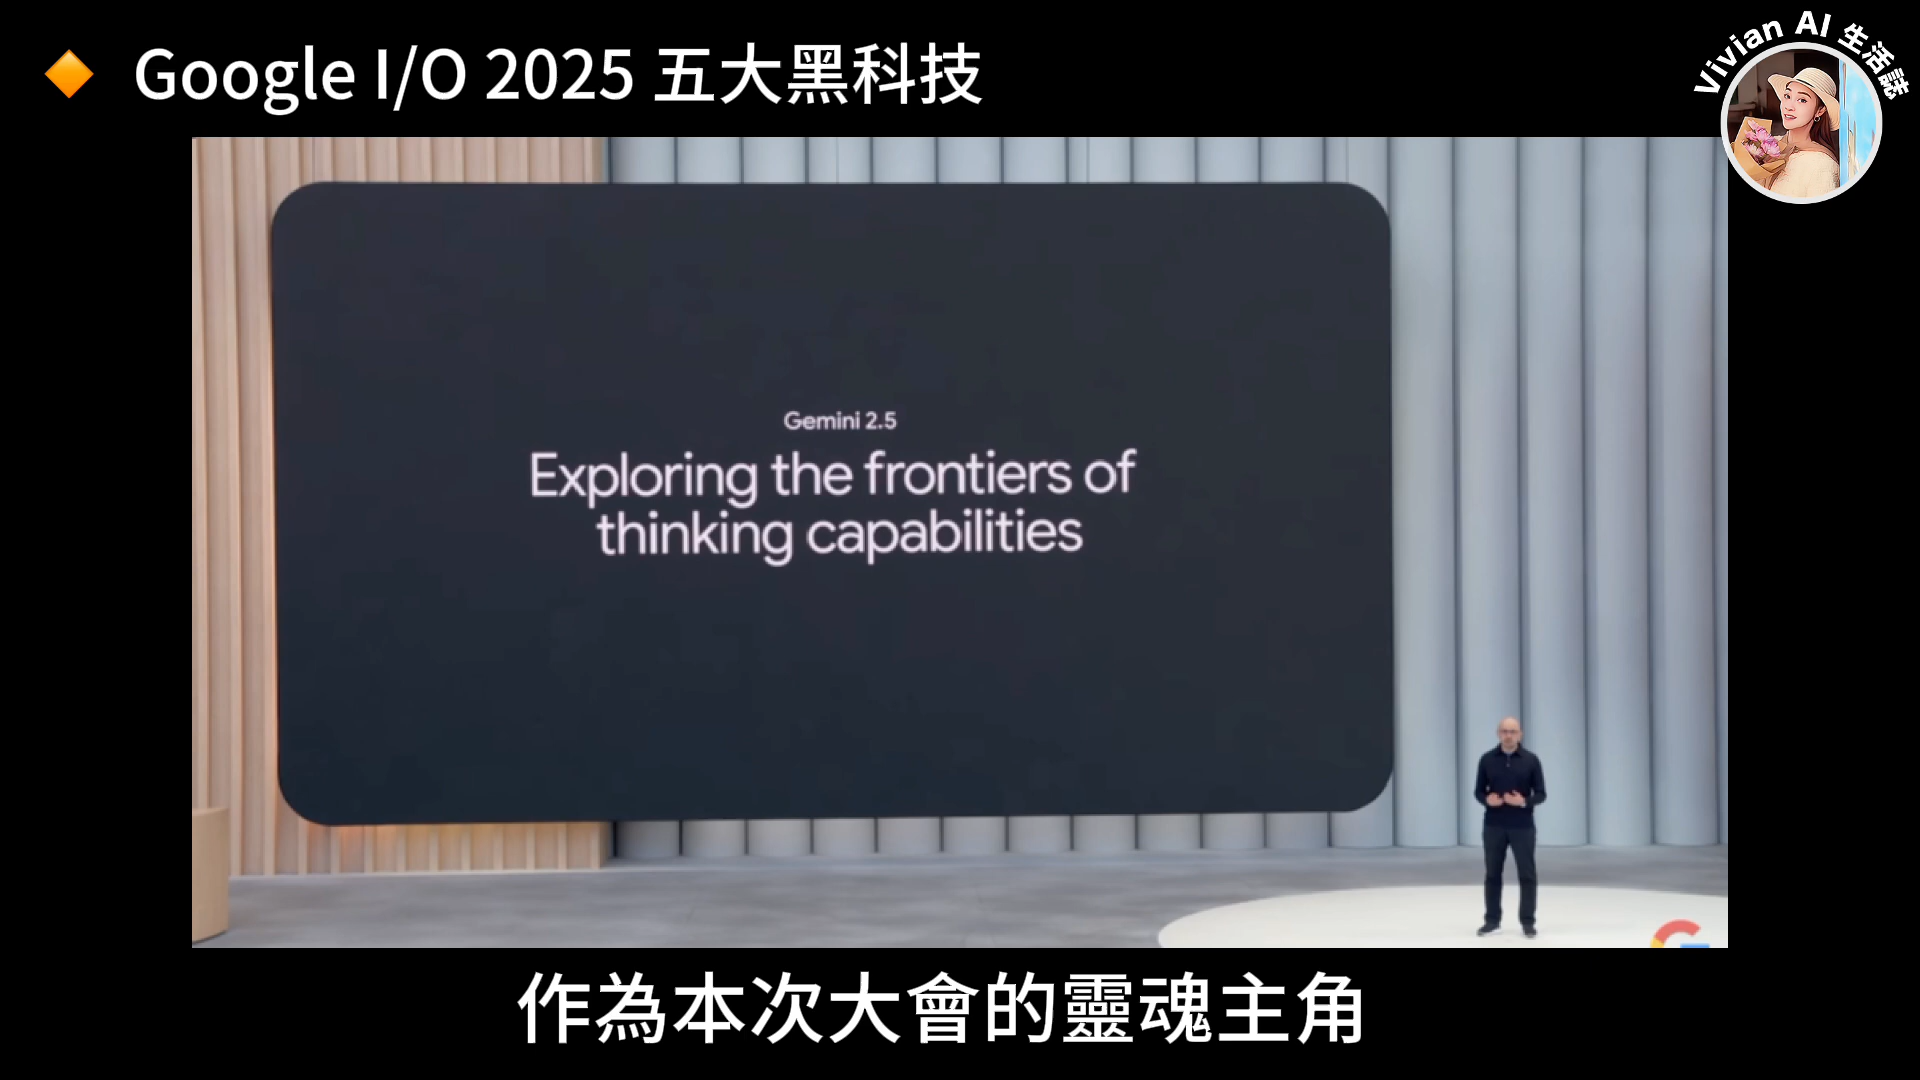 Google I/O 2025 五大黑科技
Vivian AI 生活誌
Gemini 2.5
Exploring the frontiers of
thinking capabilities
作為本次大會的靈魂主角